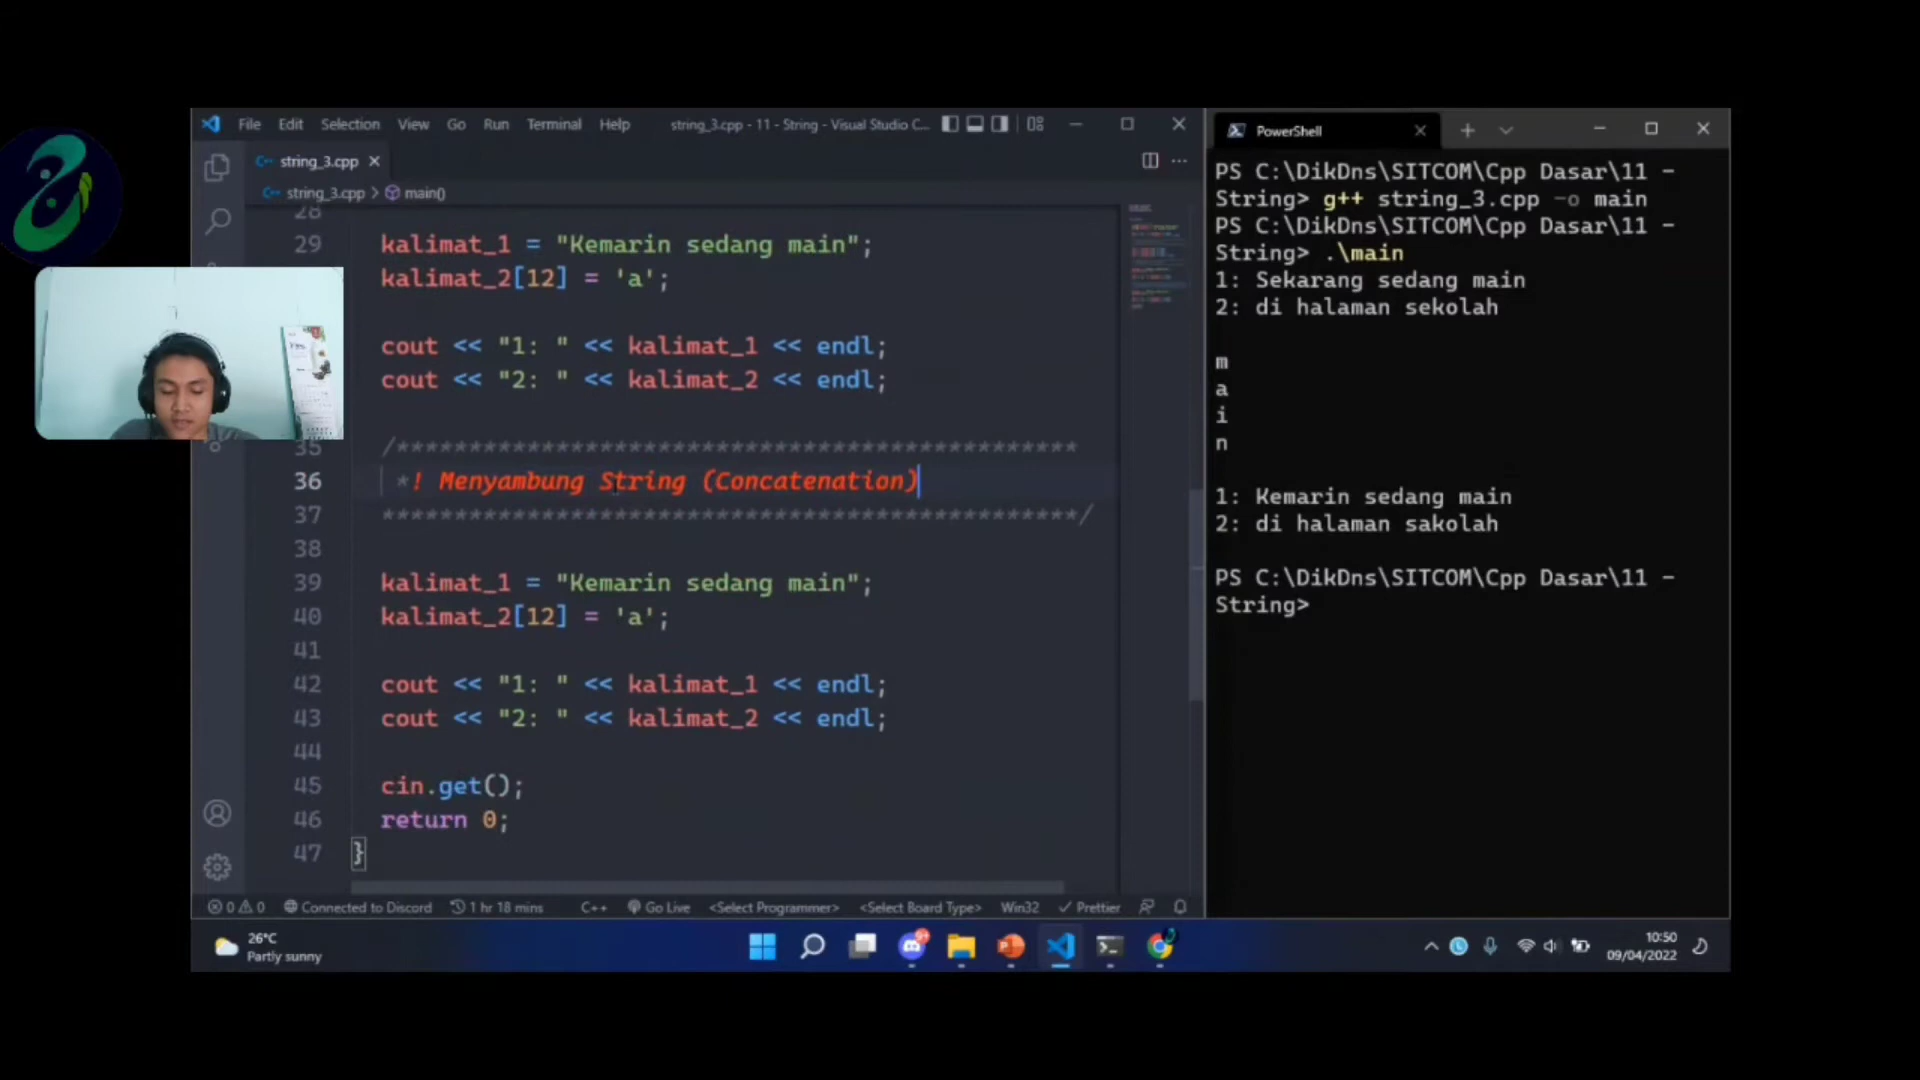 File Edit Selection View Go Run Terminal Help string_3.cpp - 11 - String - Visual Studio C...
string_3.cpp
string_3.cpp > main()
28
29 kalimat_1 = "Kemarin sedang main";
kalimat_2[12] = 'a';
cout << "1: " << kalimat_1 << endl;
cout << "2: " << kalimat_2 << endl;
35 /***********************************************
36 *! Menyambung String (Concatenation)
37 ************************************************/
38
39 kalimat_1 = "Kemarin sedang main";
40 kalimat_2[12] = 'a';
41
42 cout << "1: " << kalimat_1 << endl;
43 cout << "2: " << kalimat_2 << endl;
44
45 cin.get();
46 return 0;
47 }
0 0 Connected to Discord 1 hr 18 mins C++ Go Live <Select Programmer> <Select Board Type> Win32 Prettier
PowerShell
PS C:\DikDns\SITCOM\Cpp Dasar\11 -
String> g++ string_3.cpp -o main
PS C:\DikDns\SITCOM\Cpp Dasar\11 -
String> .\main
1: Sekarang sedang main
2: di halaman sekolah
m
a
i
n
1: Kemarin sedang main
2: di halaman sakolah
PS C:\DikDns\SITCOM\Cpp Dasar\11 -
String>
26°C
Partly sunny
10:50
09/04/2022